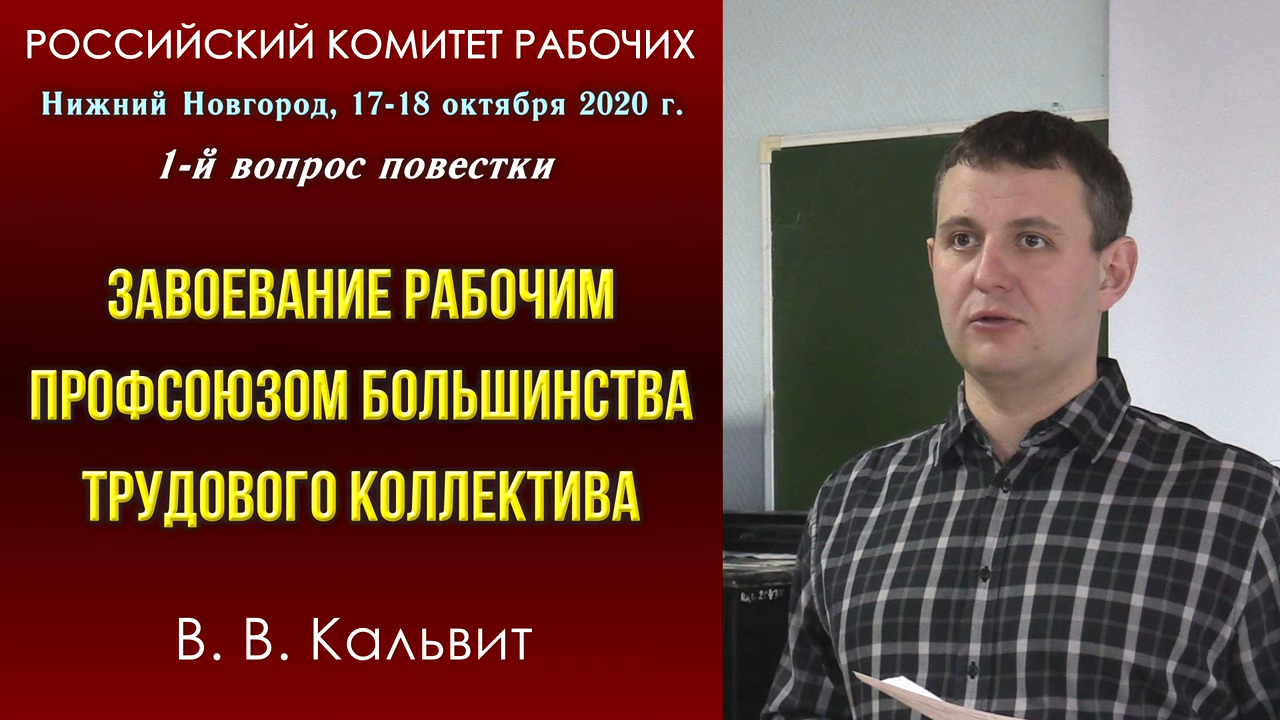 РОССИЙСКИЙ КОМИТЕТ РАБОЧИХ
Нижний Новгород, 17-18 октября 2020 г.
1-й вопрос повестки
ЗАВОЕВАНИЕ РАБОЧИМ
ПРОФСОЮЗОМ БОЛЬШИНСТВА
ТРУДОВОГО КОЛЛЕКТИВА
В. В. Кальвит